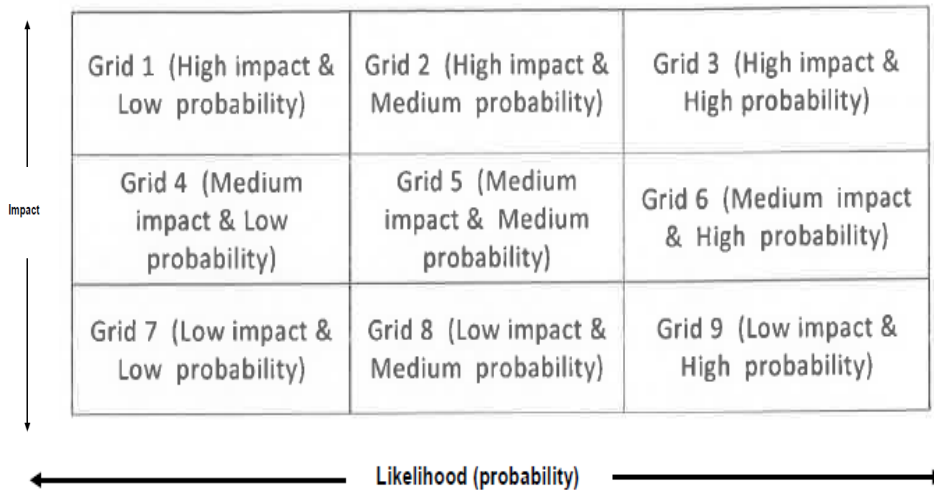 Grid 1 (High impact &
Low probability)
Grid 2 (High impact &
Medium probability)
Grid 3 (High impact &
High probability)
Impact
Grid 4 (Medium
impact & Low
probability)
Grid 5 (Medium
impact & Medium
probability)
Grid 6 (Medium impact
& High probability)
Grid 7 (Low impact &
Low probability)
Grid 8 (Low impact &
Medium probability)
Grid 9 (Low impact &
High probability)
Likelihood (probability)